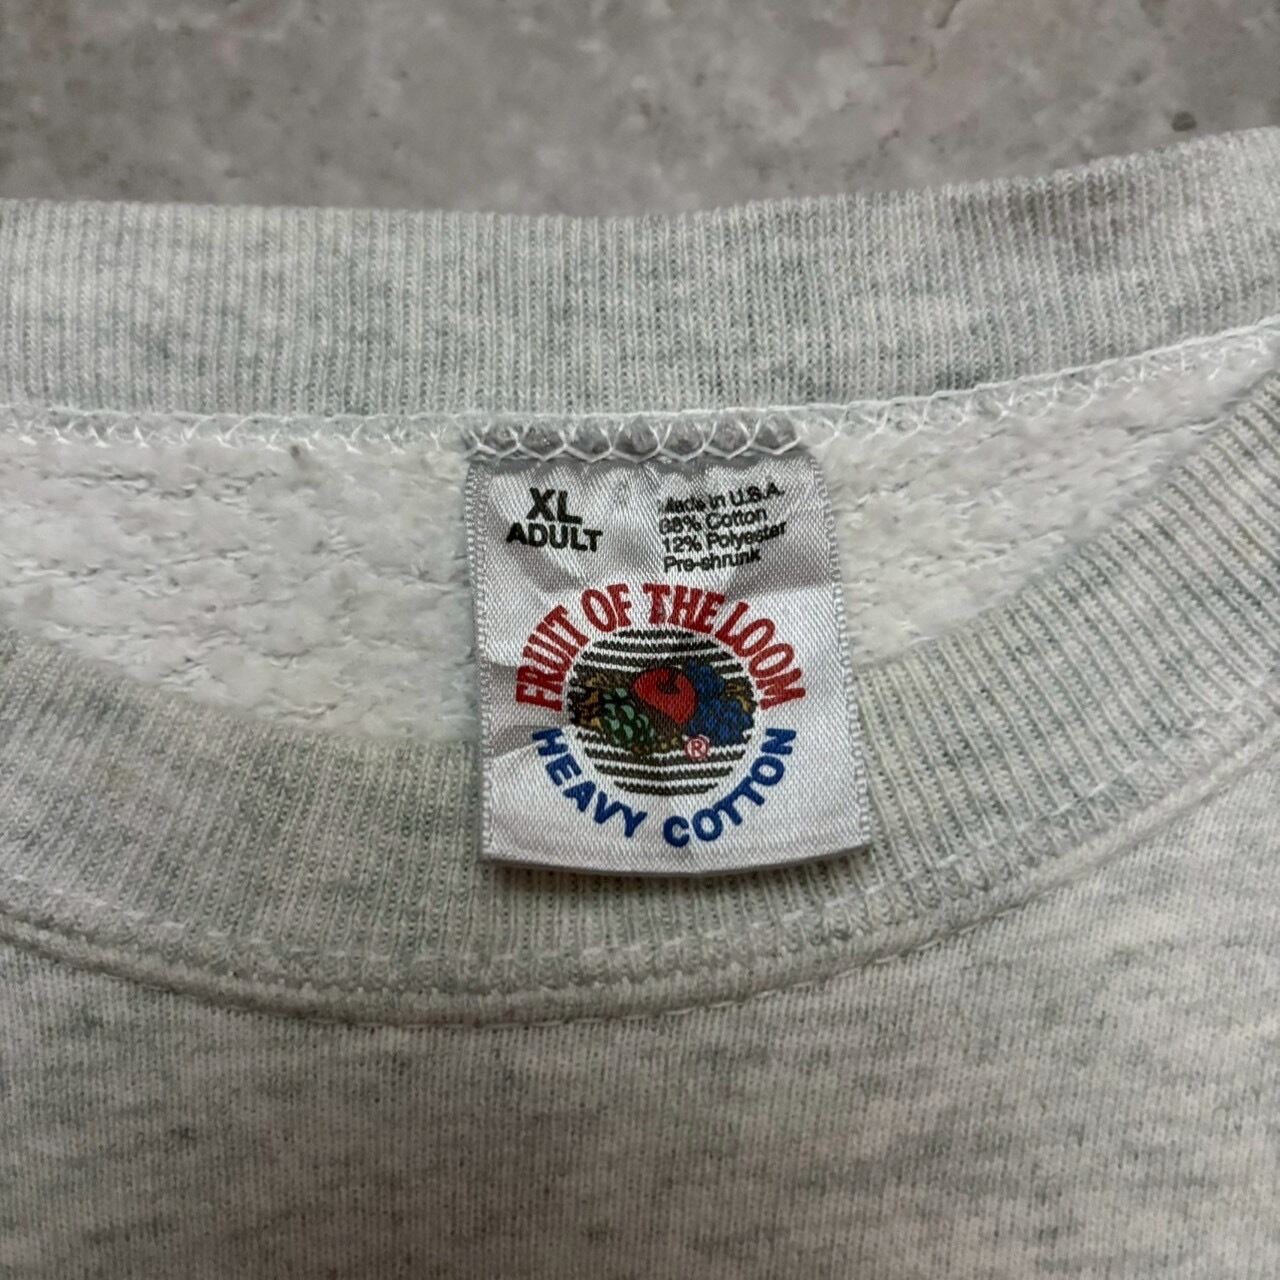 XL
ADULT
Made in U.S.A.
88% Cotton
12% Polyester
Pre-shrunk
FRUIT OF THE LOOM
®
HEAVY COTTON